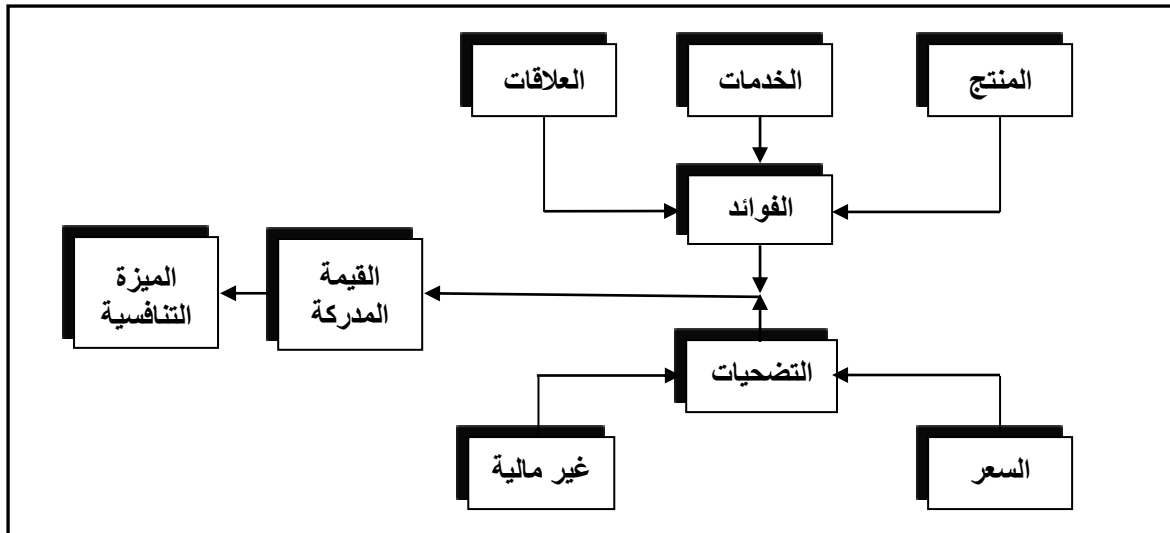 المنتج
الخدمات
العلاقات
الفوائد
القيمة
المدركة
الميزة
التنافسية
التضحيات
السعر
غير مالية